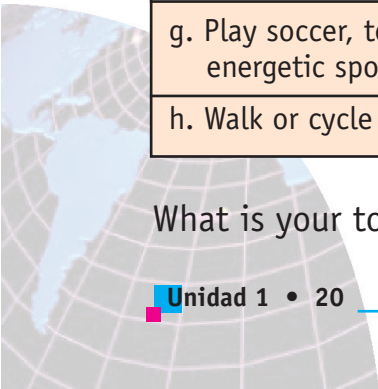 g. Play soccer, t
energetic spo
h. Walk or cycle
What is your to
Unidad 1 • 20